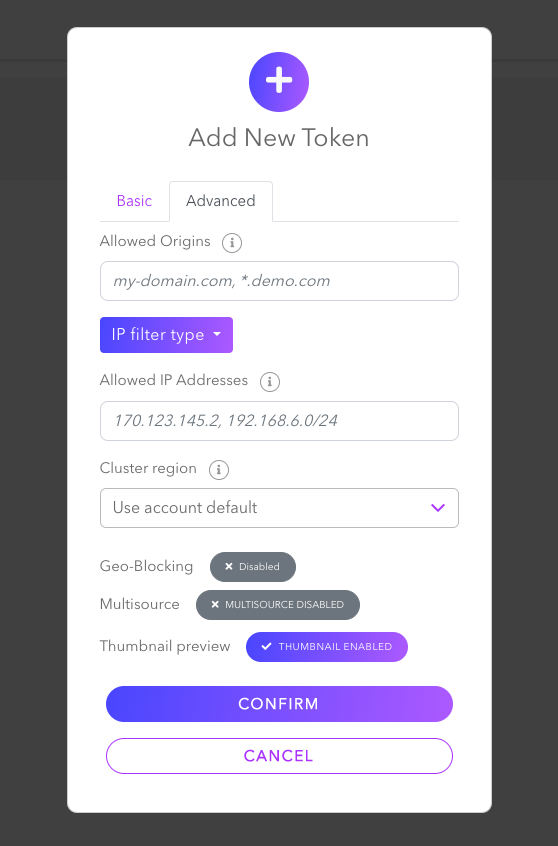 Add New Token
Basic
Advanced
Allowed Origins
my-domain.com, *.demo.com
IP filter type
Allowed IP Addresses
170.123.145.2, 192.168.6.0/24
Cluster region
Use account default
Geo-Blocking
Disabled
Multisource
MULTISOURCE DISABLED
Thumbnail preview
THUMBNAIL ENABLED
CONFIRM
CANCEL